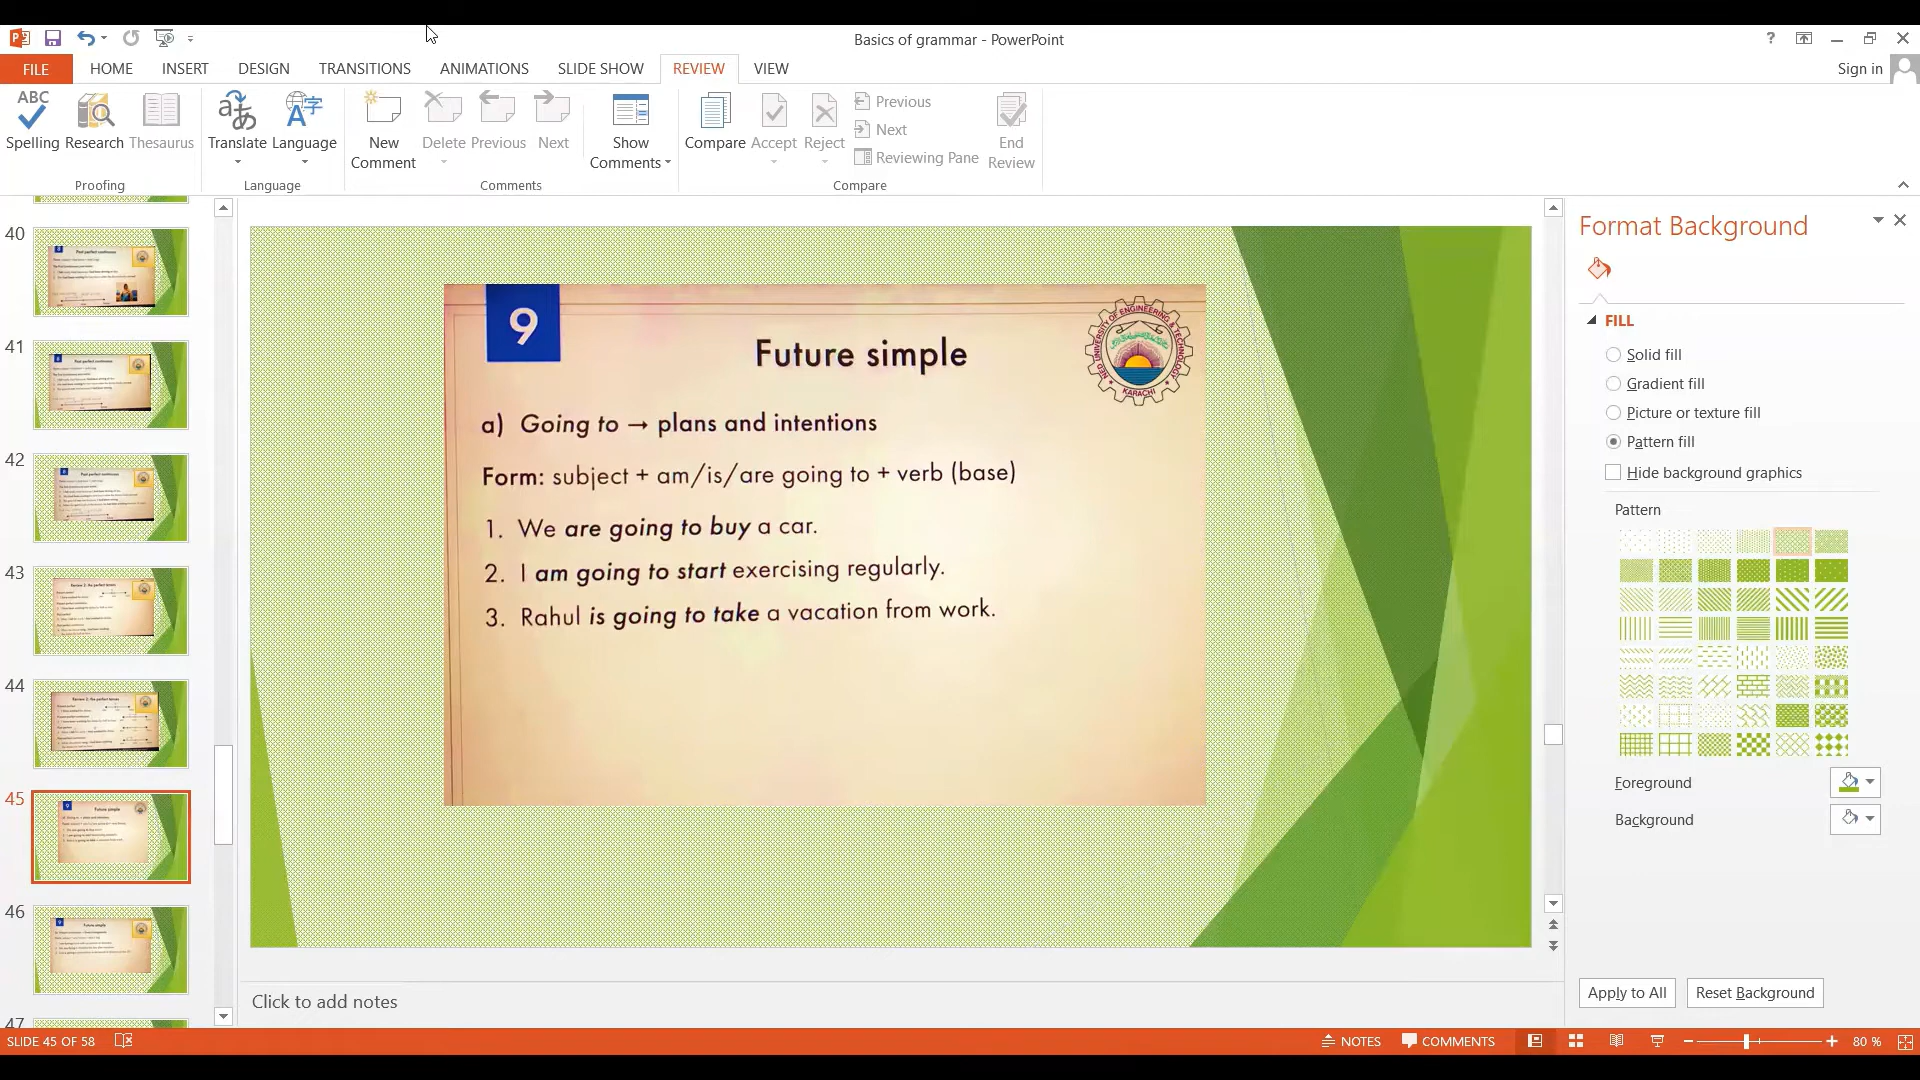 Basics of grammar - PowerPoint
?
FILE HOME INSERT DESIGN TRANSITIONS ANIMATIONS SLIDE SHOW REVIEW VIEW
Sign in
ABC
Spelling Research Thesaurus
Translate Language
New Comment
Delete Previous Next
Show Comments
Compare Accept Reject
Previous
Next
Reviewing Pane
End Review
Proofing Language Comments Compare
40
41
42
43
44
45
46
47
9
Future simple
NED UNIVERSITY OF ENGINEERING & TECHNOLOGY
KARACHI
a) Going to → plans and intentions
Form: subject + am/is/are going to + verb (base)
1. We are going to buy a car.
2. I am going to start exercising regularly.
3. Rahul is going to take a vacation from work.
Click to add notes
Format Background
FILL
Solid fill
Gradient fill
Picture or texture fill
Pattern fill
Hide background graphics
Pattern
Foreground
Background
Apply to All Reset Background
SLIDE 45 OF 58
NOTES COMMENTS 80 %